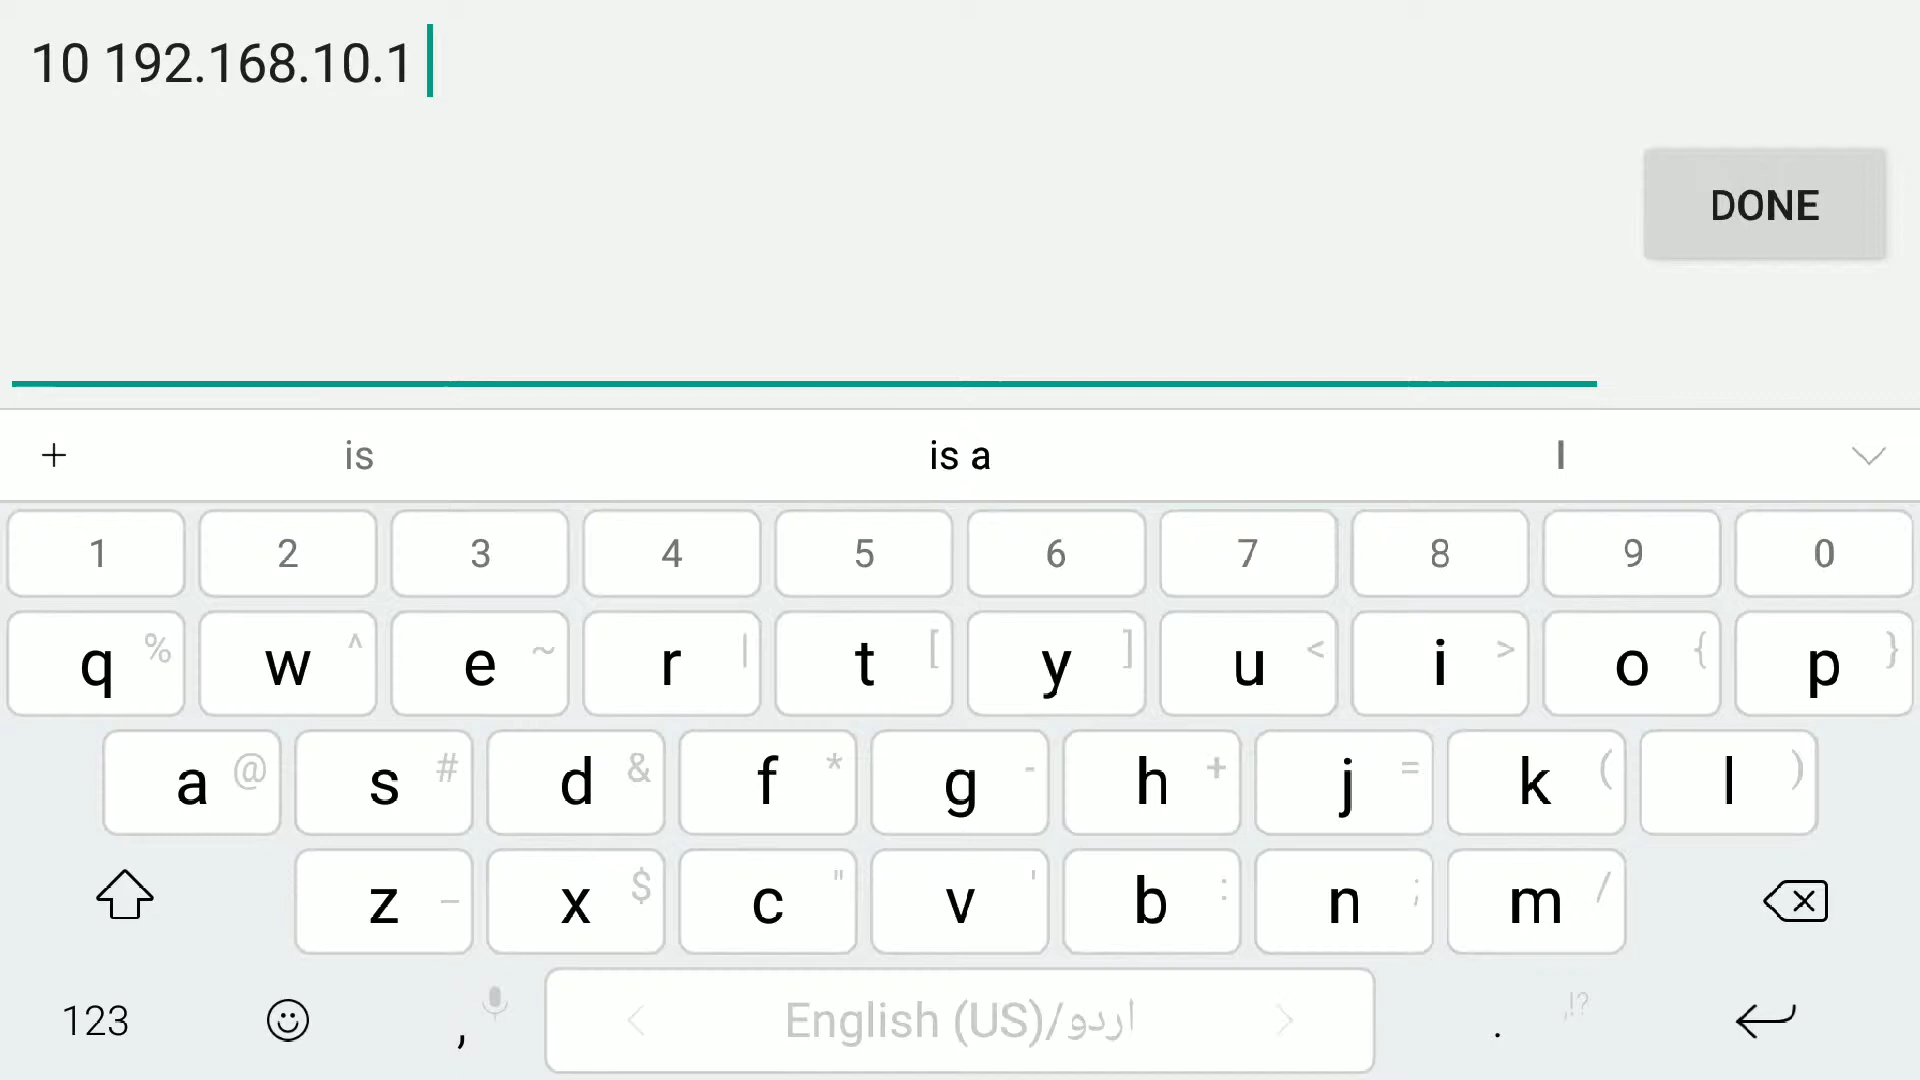 10 192.168.10.1
DONE
+ is is a I
1 2 3 4 5 6 7 8 9 0
q % w ^ e ~ r | t [ y ] u < i > o { p }
a @ s # d & f * g - h + j = k ( l )
z _ x $ c " v ' b : n ; m /
123 , < English (US)/اردو > . ,!?